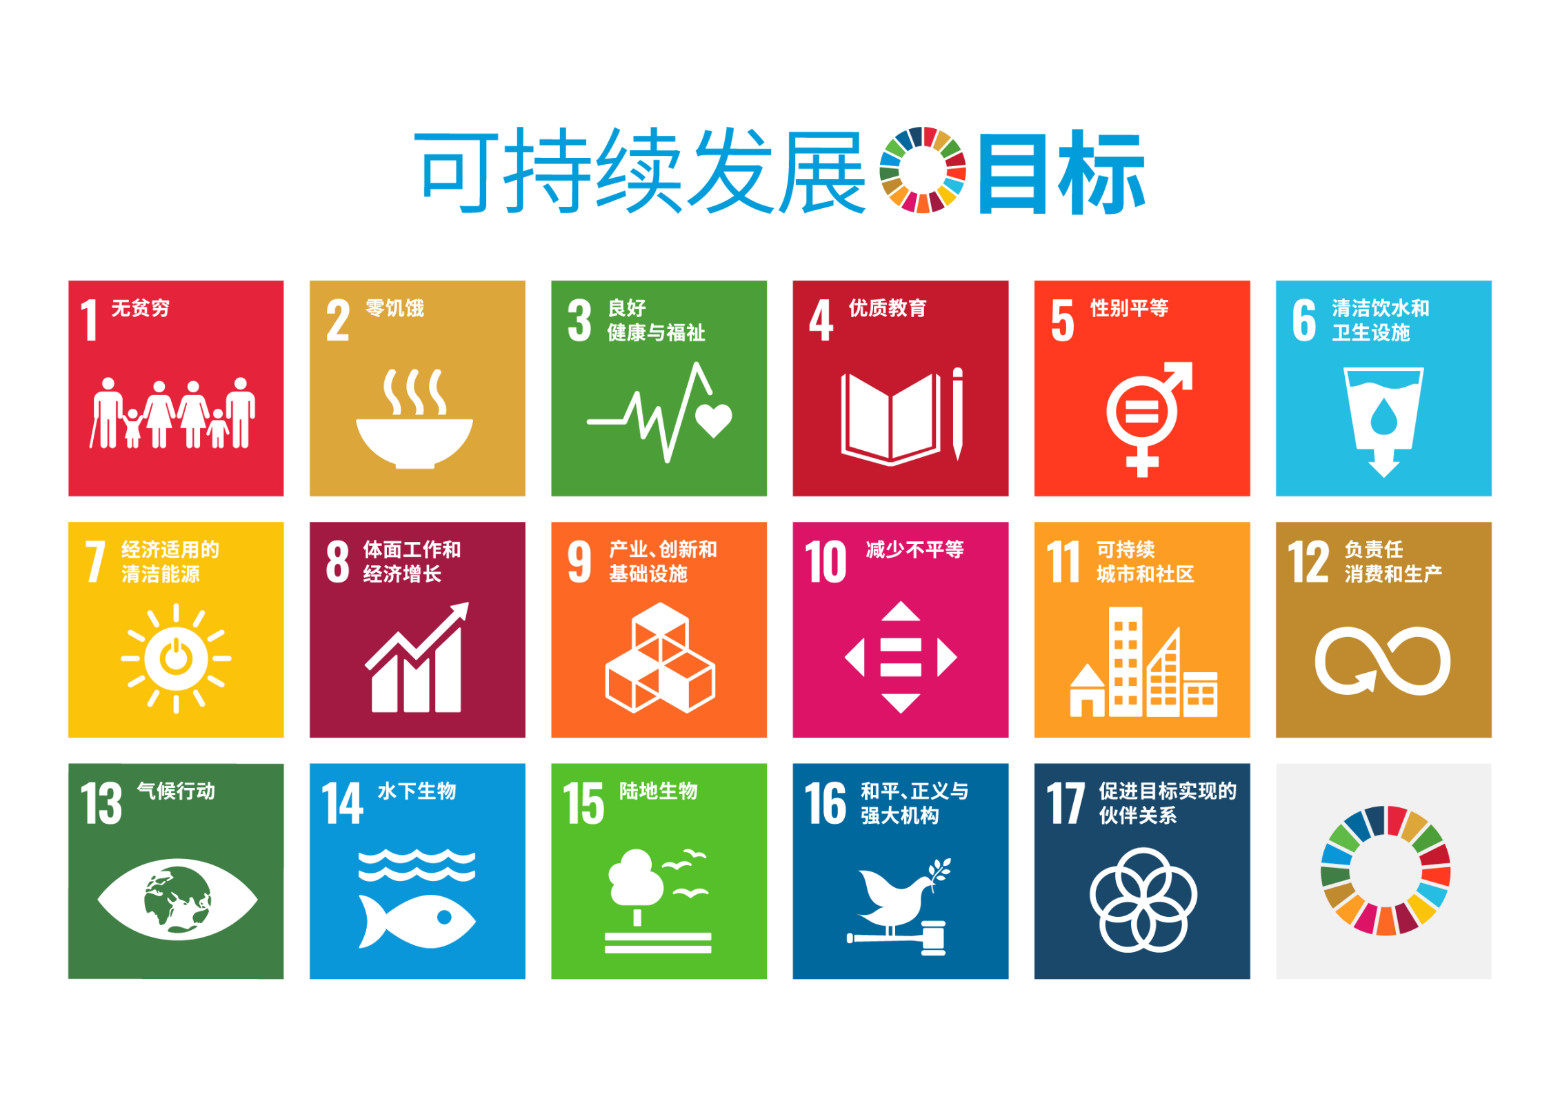 可持续发展目标
1 无贫穷
2 零饥饿
3 良好
健康与福祉
4 优质教育
5 性别平等
6 清洁饮水和
卫生设施
7 经济适用的
清洁能源
8 体面工作和
经济增长
9 产业、创新和
基础设施
10 减少不平等
11 可持续
城市和社区
12 负责任
消费和生产
13 气候行动
14 水下生物
15 陆地生物
16 和平、正义与
强大机构
17 促进目标实现的
伙伴关系